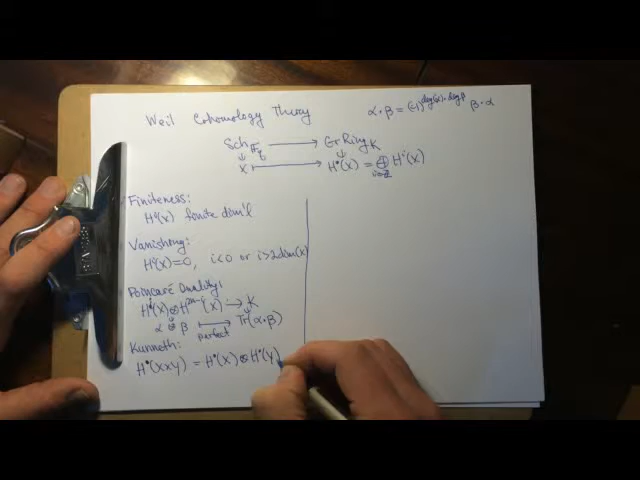 Weil Cohomology Theory
α·β = (-1)^{deg(α)·deg β} β·α
Sch_{𝔽_q} ⟶ GrRing_K
X ⟼ H^•(X) = ⊕_{i∈ℤ} H^i(X)
Finiteness:
H^i(X) finite dim'l
Vanishing:
H^i(X)=0, i<0 or i>2dim(X)
Poincaré Duality:
H^i(X)⊗H^{2n-i}(X) → K
α⊗β ⟼ Tr(α·β)
perfect
Kunneth:
H^•(X×Y) = H^•(X)⊗H^•(Y)